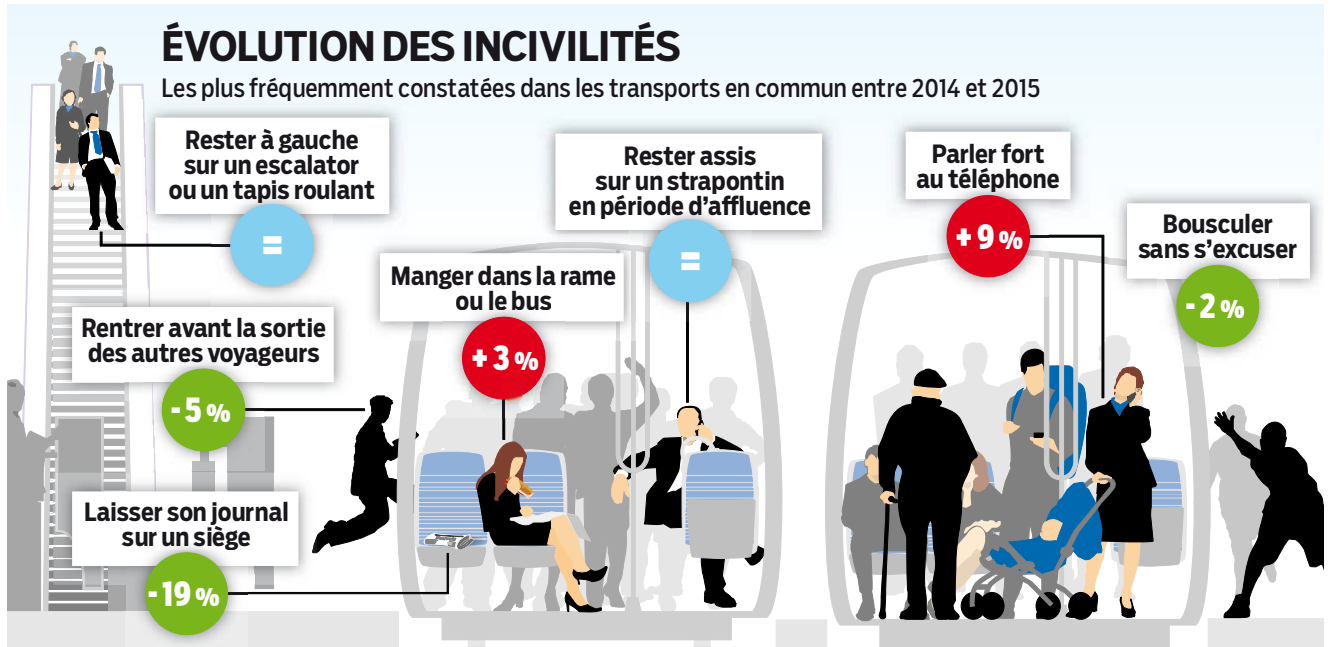 ÉVOLUTION DES INCIVILITÉS
Les plus fréquemment constatées dans les transports en commun entre 2014 et 2015
Rester à gauche
sur un escalator
ou un tapis roulant
=
Rester assis
sur un strapontin
en période d'affluence
=
Parler fort
au téléphone
+ 9 %
Bousculer
sans s'excuser
- 2 %
Manger dans la rame
ou le bus
+ 3 %
Rentrer avant la sortie
des autres voyageurs
- 5 %
Laisser son journal
sur un siège
- 19 %